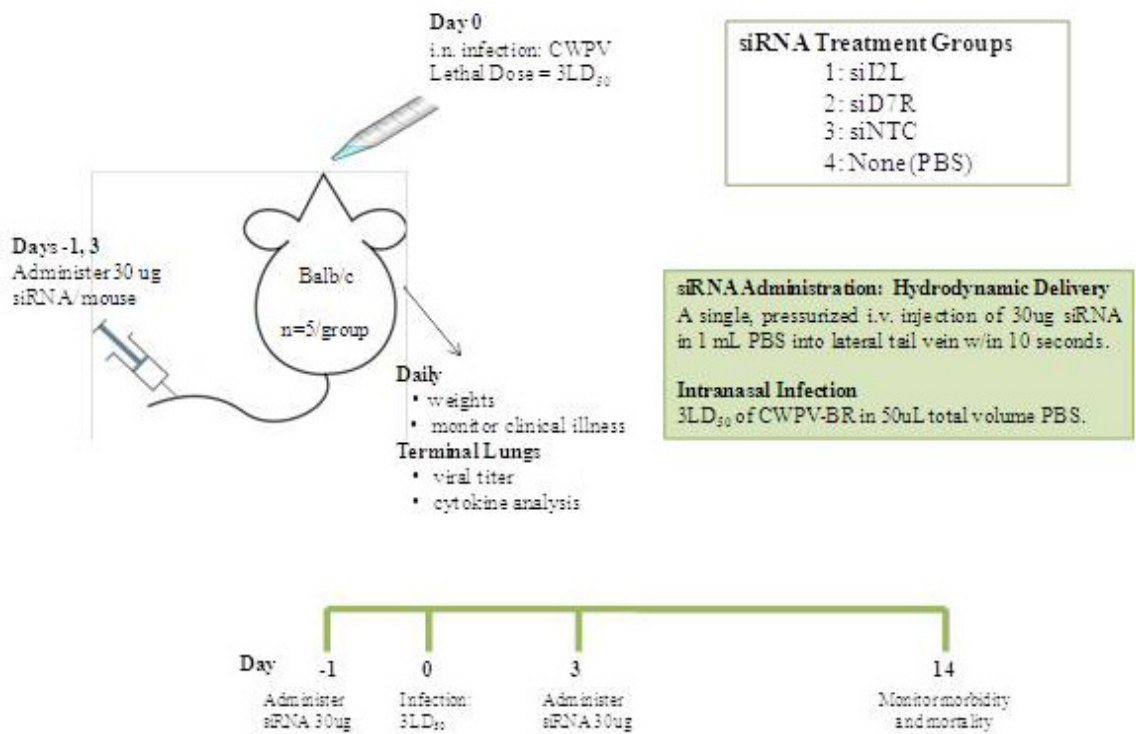 Day 0
i.n. infection: CWPV
Lethal Dose = 3LD₅₀
siRNA Treatment Groups
1: siI2L
2: siD7R
3: siNTC
4: None (PBS)
Days -1, 3
Administer 30 ug
siRNA/mouse
Balb/c
n=5/group
siRNA Administration: Hydrodynamic Delivery
A single, pressurized i.v. injection of 30ug siRNA
in 1 mL PBS into lateral tail vein w/in 10 seconds.
Intranasal Infection
3LD₅₀ of CWPV-BR in 50uL total volume PBS.
Daily
• weights
• monitor clinical illness
Terminal Lungs
• viral titer
• cytokine analysis
Day -1 0 3 14
Administer
siRNA 30ug
Infection:
3LD₅₀
Administer
siRNA 30ug
Monitor morbidity
and mortality